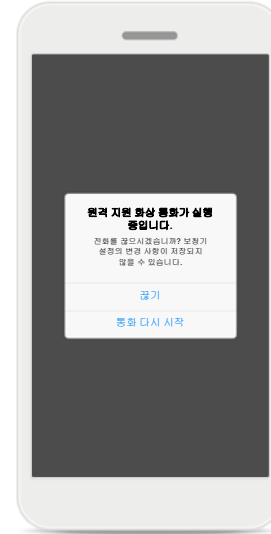 원격 지원 화상 통화가 실행
중입니다.
전화를 끊으시겠습니까? 보청기
설정의 변경 사항이 저장되지
않을 수 있습니다.
끊기
통화 다시 시작